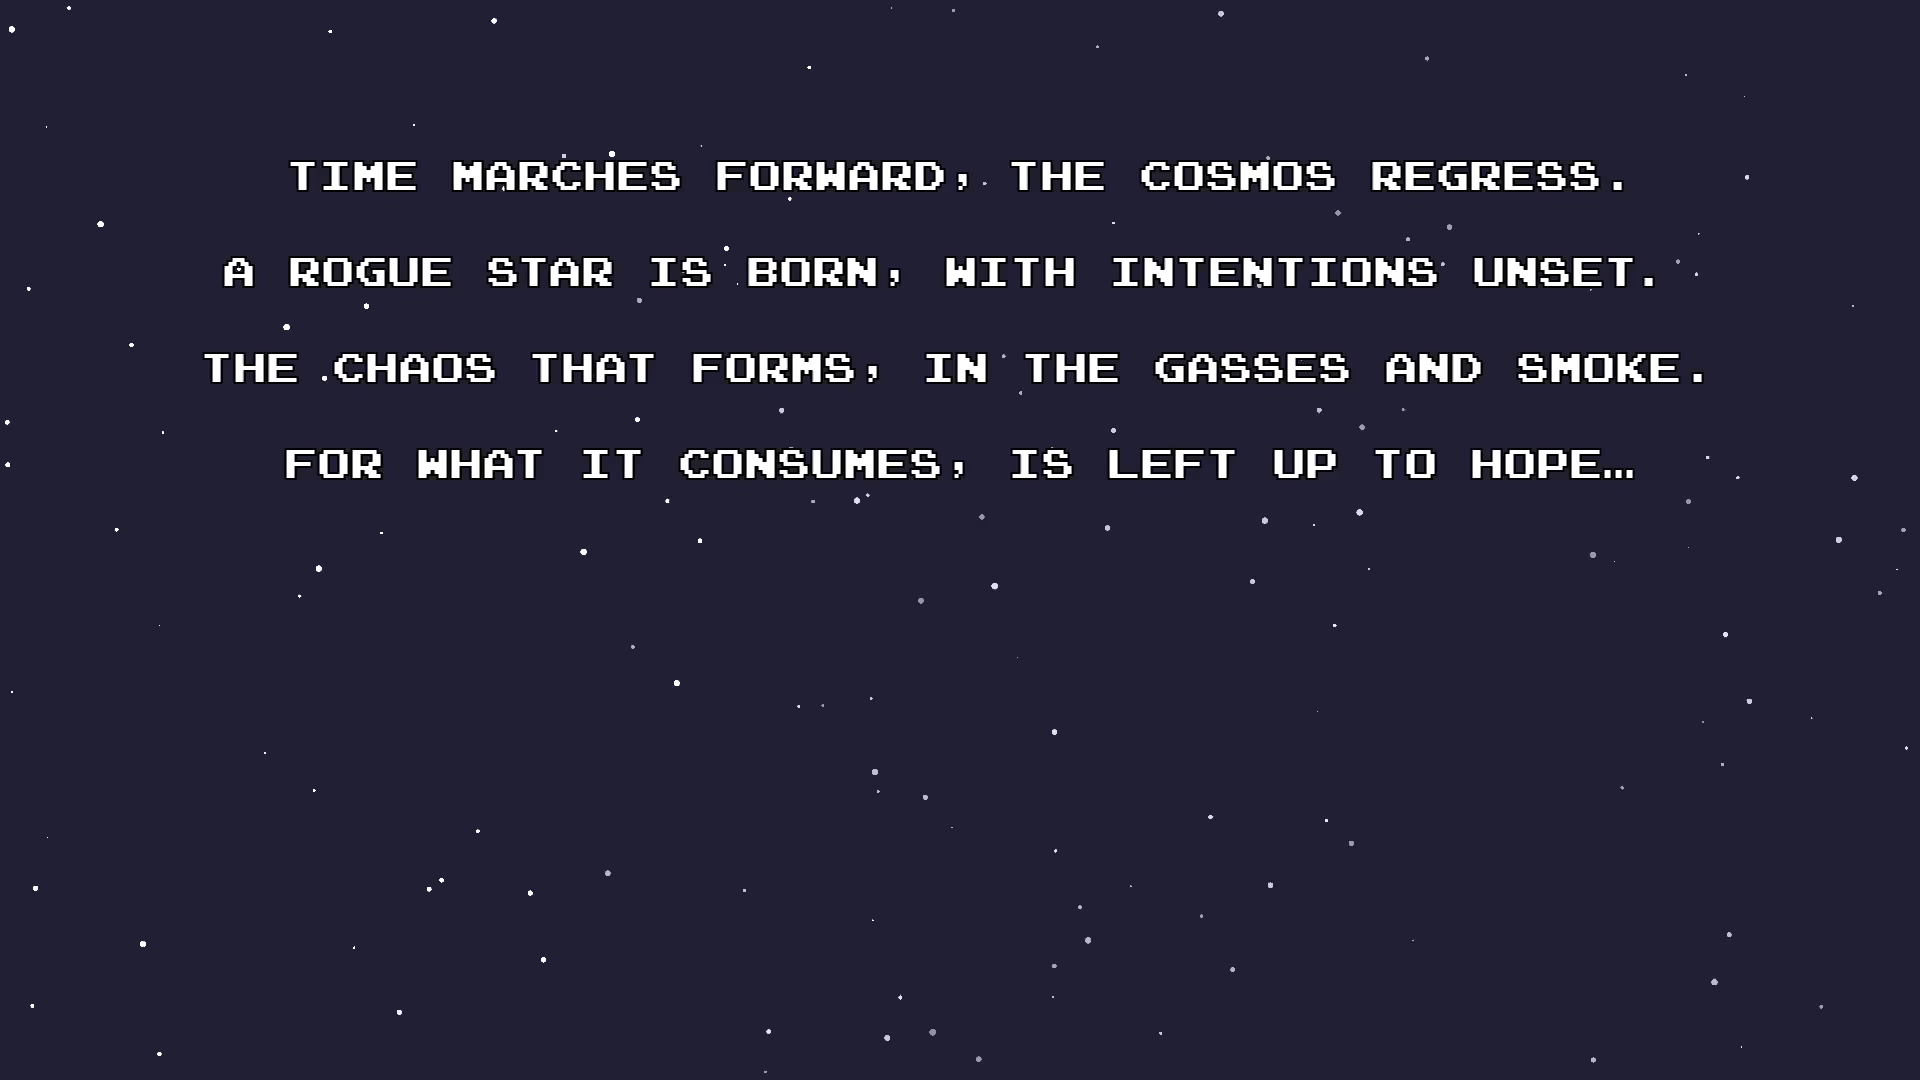 TIME MARCHES FORWARD, THE COSMOS REGRESS.
A ROGUE STAR IS BORN, WITH INTENTIONS UNSET.
THE CHAOS THAT FORMS, IN THE GASSES AND SMOKE.
FOR WHAT IT CONSUMES, IS LEFT UP TO HOPE…